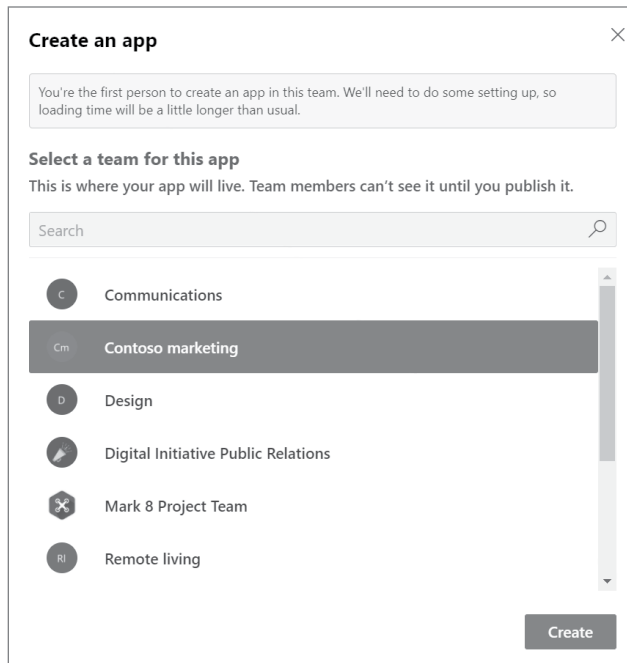 Create an app
You're the first person to create an app in this team. We'll need to do some setting up, so
loading time will be a little longer than usual.
Select a team for this app
This is where your app will live. Team members can't see it until you publish it.
Search
C Communications
Cm Contoso marketing
D Design
Digital Initiative Public Relations
Mark 8 Project Team
RI Remote living
Create